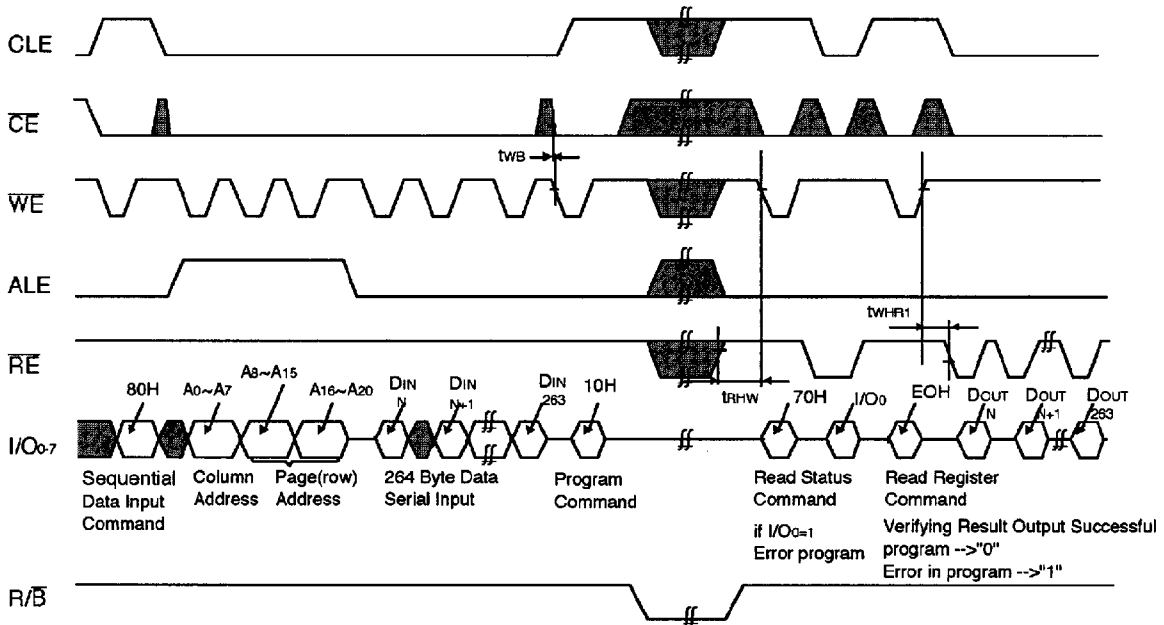 CLE
CE
tWB
WE
ALE
tWHR1
RE
tRHW
80H
A0~A7
A8~A15
A16~A20
DIN N
DIN N+1
DIN 263
10H
70H
I/O0
EOH
DOUT N
DOUT N+1
DOUT 263
I/O0-7
Sequential Data Input Command
Column Address
Page(row) Address
264 Byte Data Serial Input
Program Command
Read Status Command
if I/O0=1
Error program
Read Register Command
Verifying Result Output Successful
program -->"0"
Error in program -->"1"
R/B